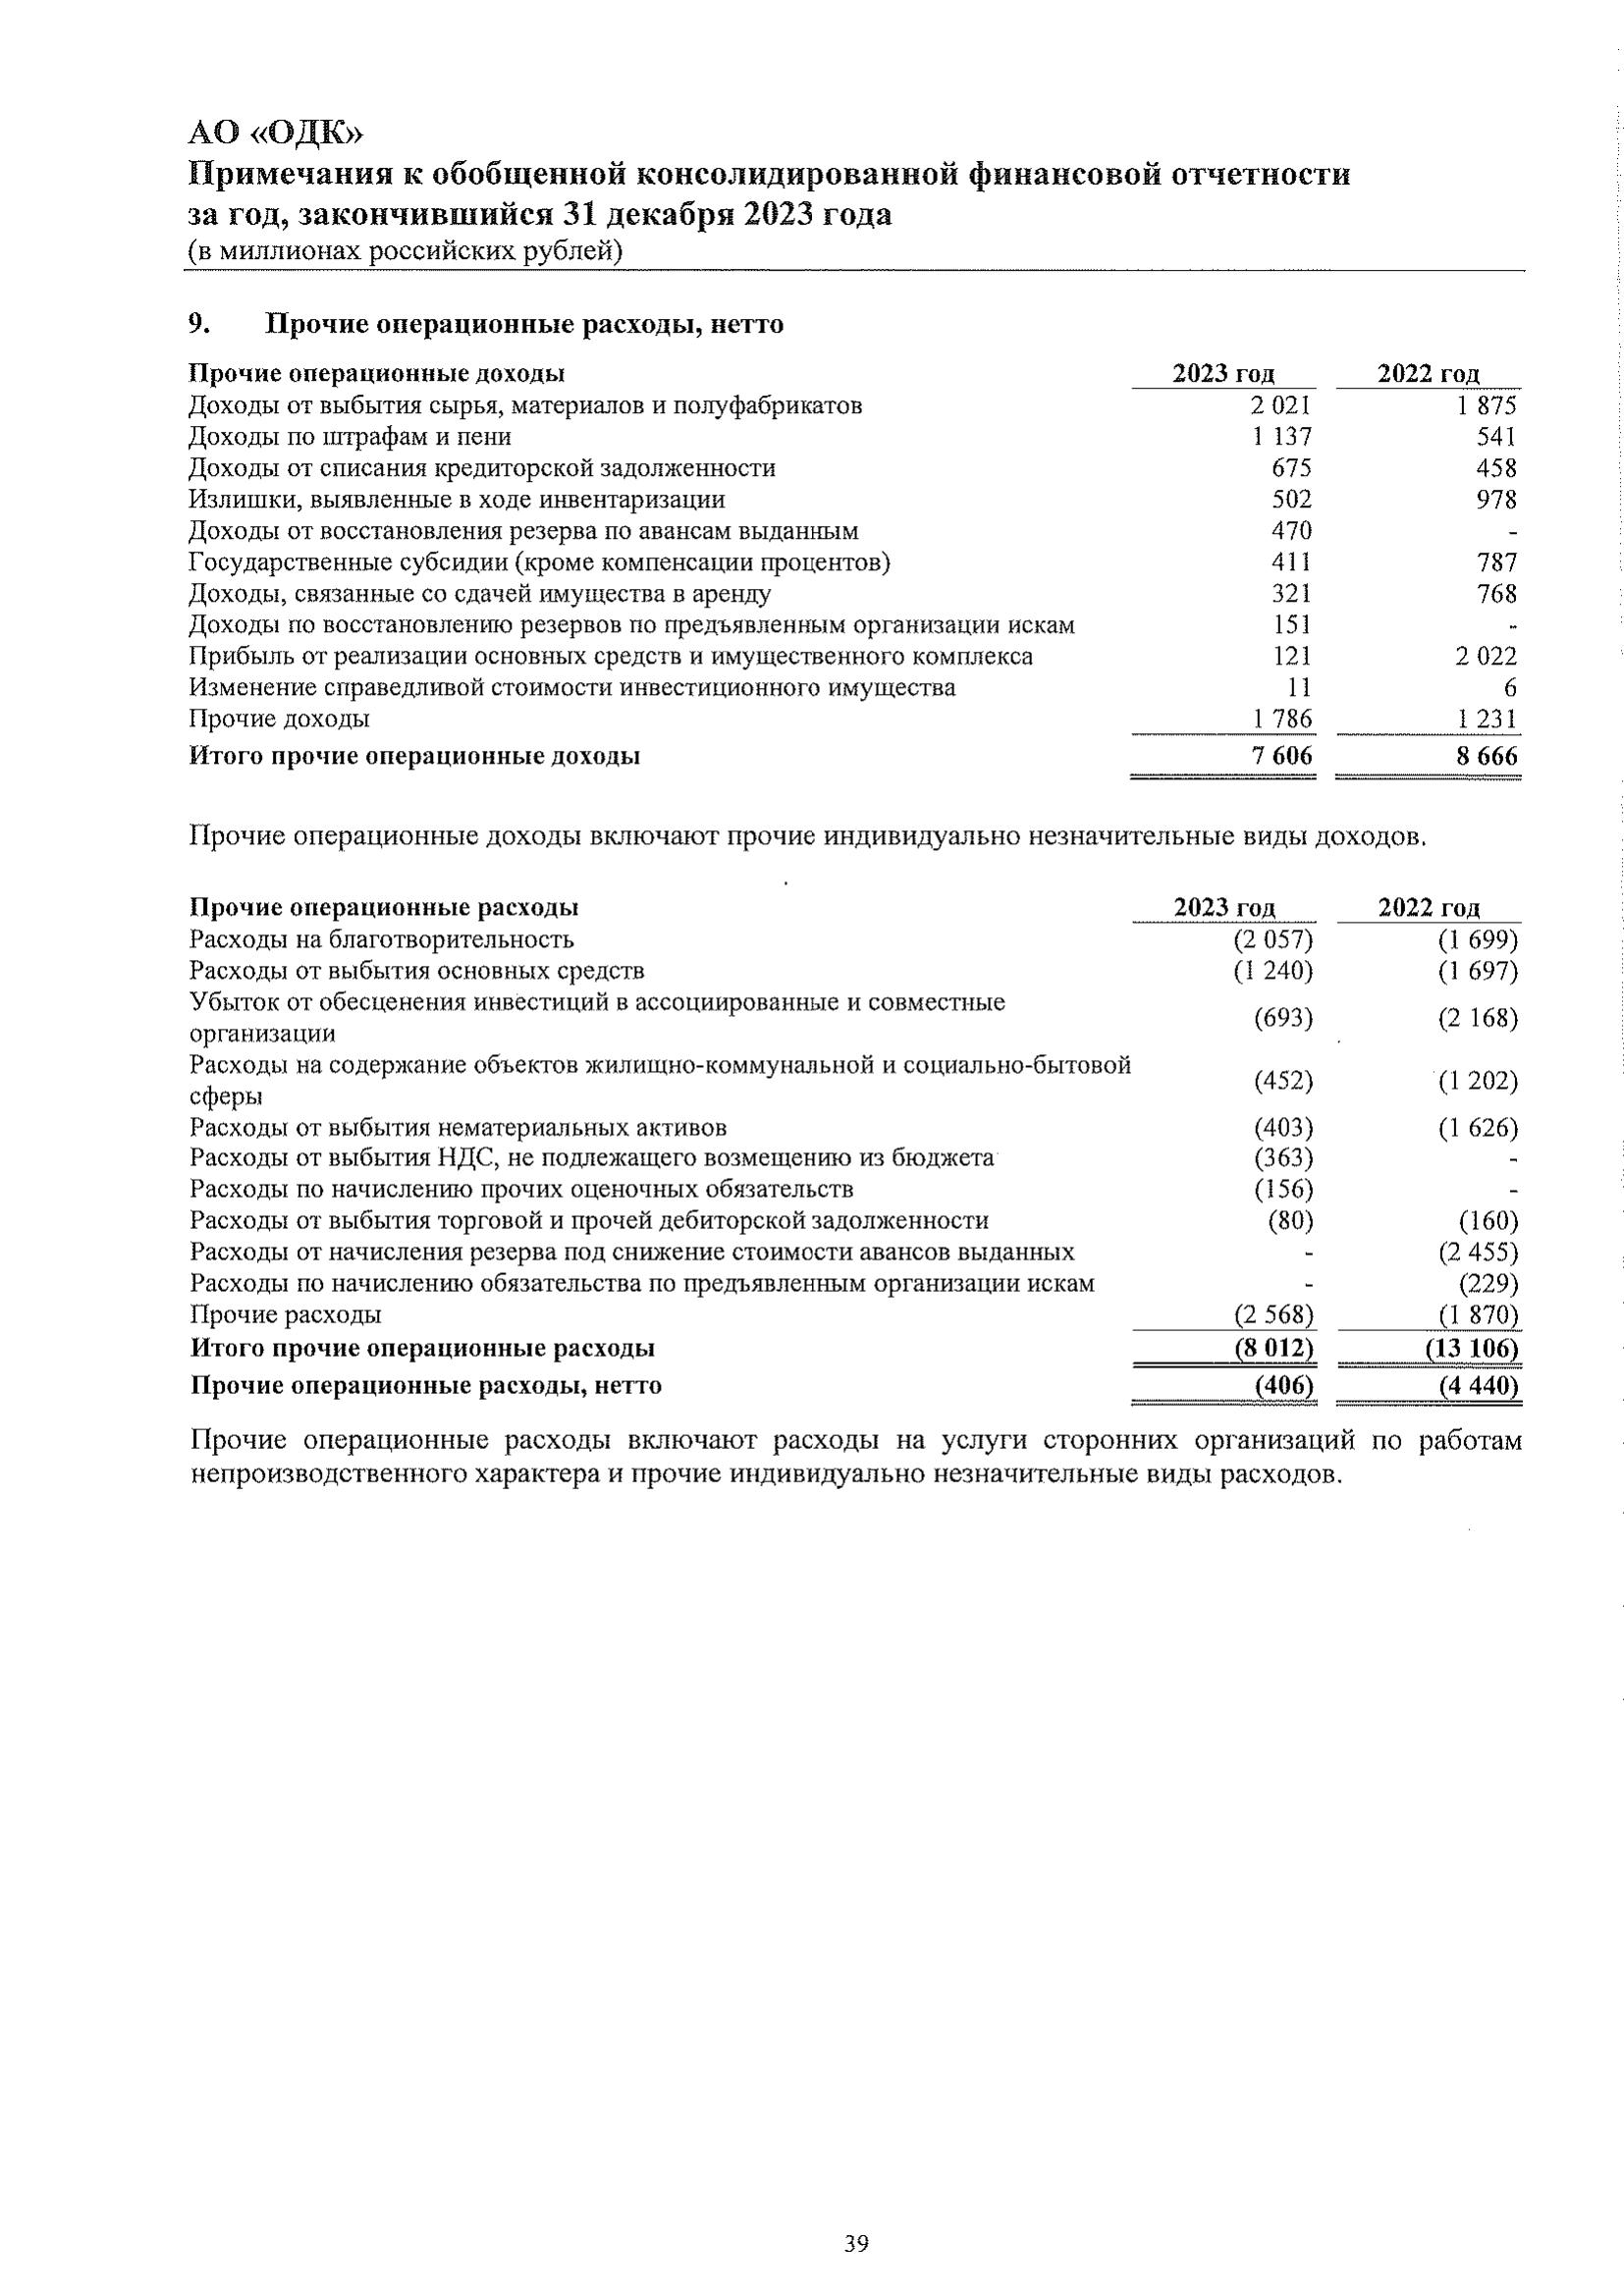 АО «ОДК»
Примечания к обобщенной консолидированной финансовой отчетности
за год, закончившийся 31 декабря 2023 года
(в миллионах российских рублей)
9. Прочие операционные расходы, нетто
Прочие операционные доходы 2023 год 2022 год
Доходы от выбытия сырья, материалов и полуфабрикатов 2 021 1 875
Доходы по штрафам и пени 1 137 541
Доходы от списания кредиторской задолженности 675 458
Излишки, выявленные в ходе инвентаризации 502 978
Доходы от восстановления резерва по авансам выданным 470 -
Государственные субсидии (кроме компенсации процентов) 411 787
Доходы, связанные со сдачей имущества в аренду 321 768
Доходы по восстановлению резервов по предъявленным организации искам 151 -
Прибыль от реализации основных средств и имущественного комплекса 121 2 022
Изменение справедливой стоимости инвестиционного имущества 11 6
Прочие доходы 1 786 1 231
Итого прочие операционные доходы 7 606 8 666
Прочие операционные доходы включают прочие индивидуально незначительные виды доходов.
Прочие операционные расходы 2023 год 2022 год
Расходы на благотворительность (2 057) (1 699)
Расходы от выбытия основных средств (1 240) (1 697)
Убыток от обесценения инвестиций в ассоциированные и совместные
организации (693) (2 168)
Расходы на содержание объектов жилищно-коммунальной и социально-бытовой
сферы (452) (1 202)
Расходы от выбытия нематериальных активов (403) (1 626)
Расходы от выбытия НДС, не подлежащего возмещению из бюджета (363) -
Расходы по начислению прочих оценочных обязательств (156) -
Расходы от выбытия торговой и прочей дебиторской задолженности (80) (160)
Расходы от начисления резерва под снижение стоимости авансов выданных - (2 455)
Расходы по начислению обязательства по предъявленным организации искам - (229)
Прочие расходы (2 568) (1 870)
Итого прочие операционные расходы (8 012) (13 106)
Прочие операционные расходы, нетто (406) (4 440)
Прочие операционные расходы включают расходы на услуги сторонних организаций по работам
непроизводственного характера и прочие индивидуально незначительные виды расходов.
39